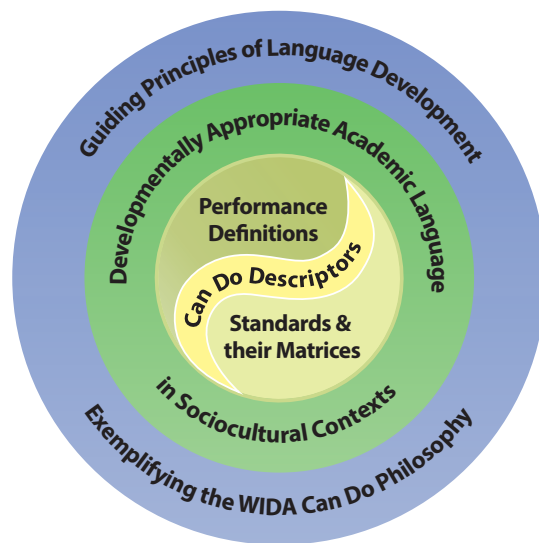 Guiding Principles of Language Development
Developmentally Appropriate Academic Language
Performance
Definitions
Can Do Descriptors
Standards &
their Matrices
in Sociocultural Contexts
Exemplifying the WIDA Can Do Philosophy